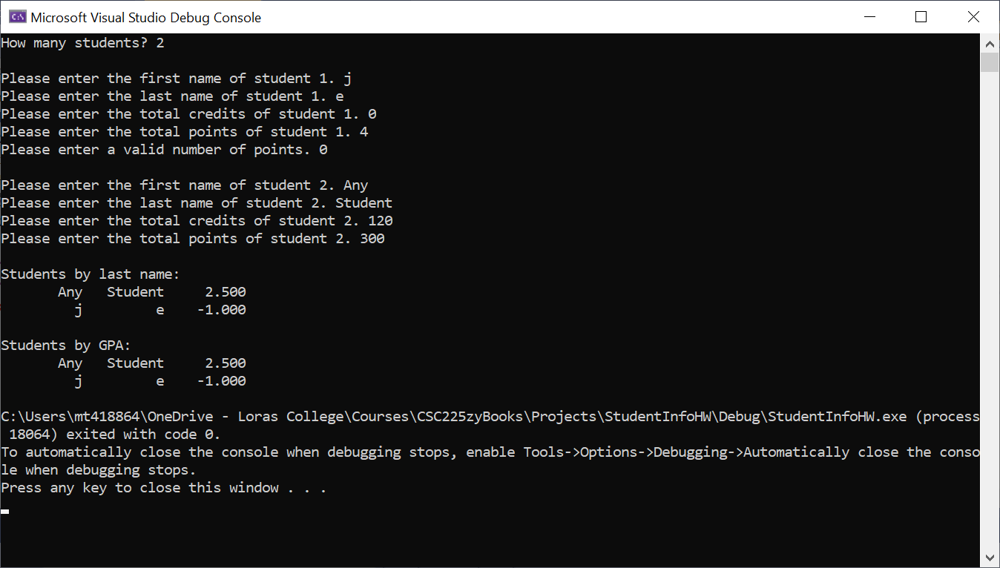 Microsoft Visual Studio Debug Console
How many students? 2
Please enter the first name of student 1. j
Please enter the last name of student 1. e
Please enter the total credits of student 1. 0
Please enter the total points of student 1. 4
Please enter a valid number of points. 0
Please enter the first name of student 2. Any
Please enter the last name of student 2. Student
Please enter the total credits of student 2. 120
Please enter the total points of student 2. 300
Students by last name:
Any Student 2.500
j e -1.000
Students by GPA:
Any Student 2.500
j e -1.000
C:\Users\mt418864\OneDrive - Loras College\Courses\CSC225zyBooks\Projects\StudentInfoHW\Debug\StudentInfoHW.exe (process
18064) exited with code 0.
To automatically close the console when debugging stops, enable Tools->Options->Debugging->Automatically close the conso
le when debugging stops.
Press any key to close this window . . .